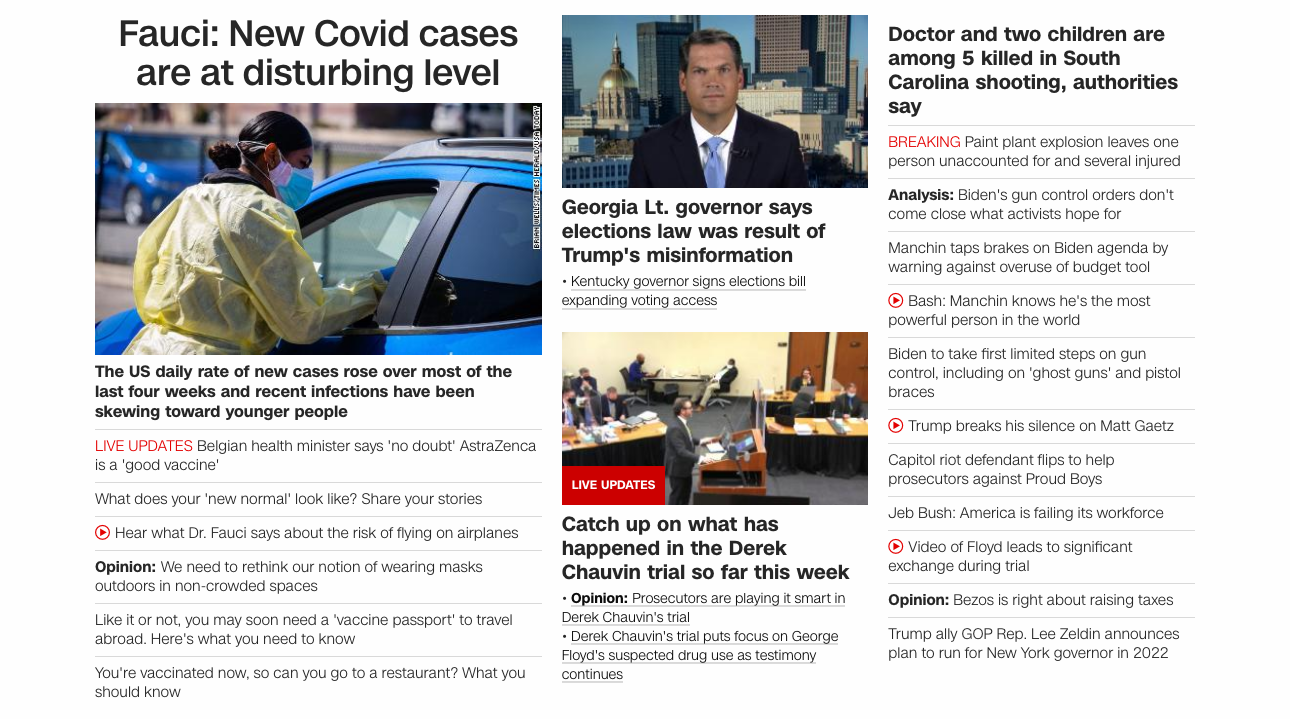 Fauci: New Covid cases
are at disturbing level
BRIAN WELLS/TIMES HERALD/USA TODAY
The US daily rate of new cases rose over most of the
last four weeks and recent infections have been
skewing toward younger people
LIVE UPDATES Belgian health minister says 'no doubt' AstraZenca
is a 'good vaccine'
What does your 'new normal' look like? Share your stories
Hear what Dr. Fauci says about the risk of flying on airplanes
Opinion: We need to rethink our notion of wearing masks
outdoors in non-crowded spaces
Like it or not, you may soon need a 'vaccine passport' to travel
abroad. Here's what you need to know
You're vaccinated now, so can you go to a restaurant? What you
should know
Georgia Lt. governor says
elections law was result of
Trump's misinformation
• Kentucky governor signs elections bill
expanding voting access
LIVE UPDATES
Catch up on what has
happened in the Derek
Chauvin trial so far this week
• Opinion: Prosecutors are playing it smart in
Derek Chauvin's trial
• Derek Chauvin's trial puts focus on George
Floyd's suspected drug use as testimony
continues
Doctor and two children are
among 5 killed in South
Carolina shooting, authorities
say
BREAKING Paint plant explosion leaves one
person unaccounted for and several injured
Analysis: Biden's gun control orders don't
come close what activists hope for
Manchin taps brakes on Biden agenda by
warning against overuse of budget tool
Bash: Manchin knows he's the most
powerful person in the world
Biden to take first limited steps on gun
control, including on 'ghost guns' and pistol
braces
Trump breaks his silence on Matt Gaetz
Capitol riot defendant flips to help
prosecutors against Proud Boys
Jeb Bush: America is failing its workforce
Video of Floyd leads to significant
exchange during trial
Opinion: Bezos is right about raising taxes
Trump ally GOP Rep. Lee Zeldin announces
plan to run for New York governor in 2022